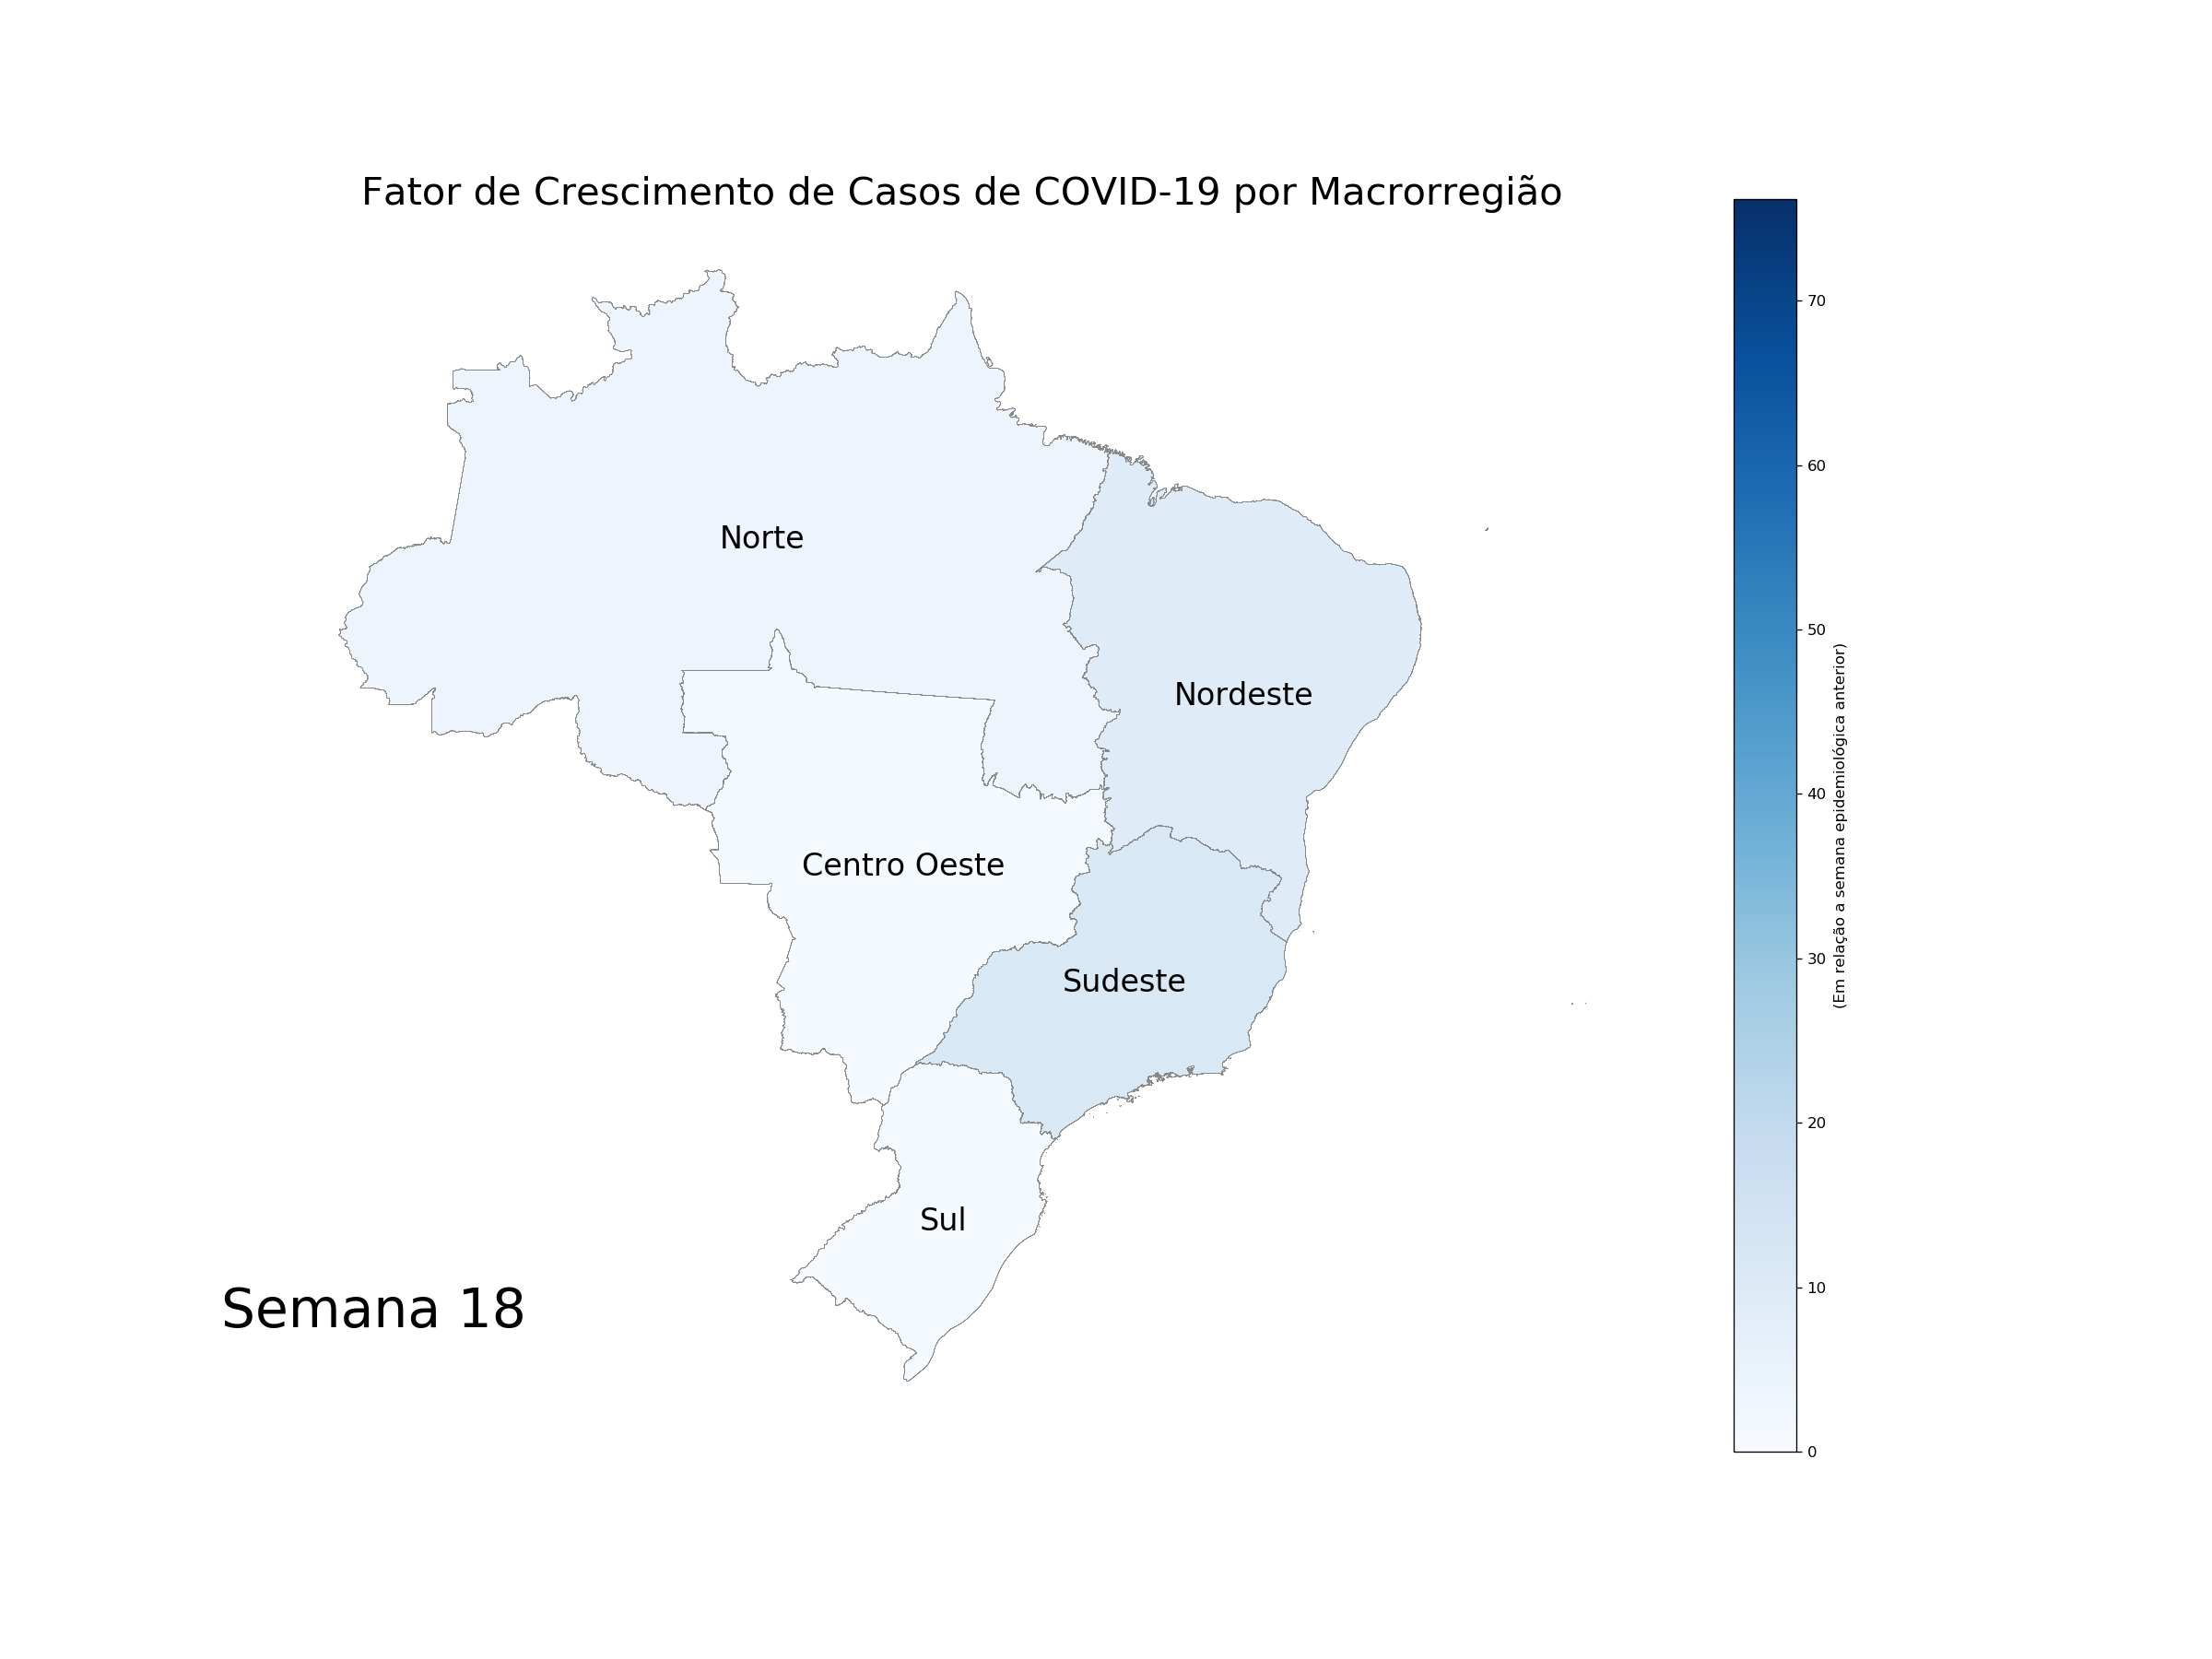 Fator de Crescimento de Casos de COVID-19 por Macrorregião
Norte
Nordeste
Centro Oeste
Sudeste
Sul
Semana 18
70
60
50
40
30
20
10
0
(Em relação a semana epidemiológica anterior)